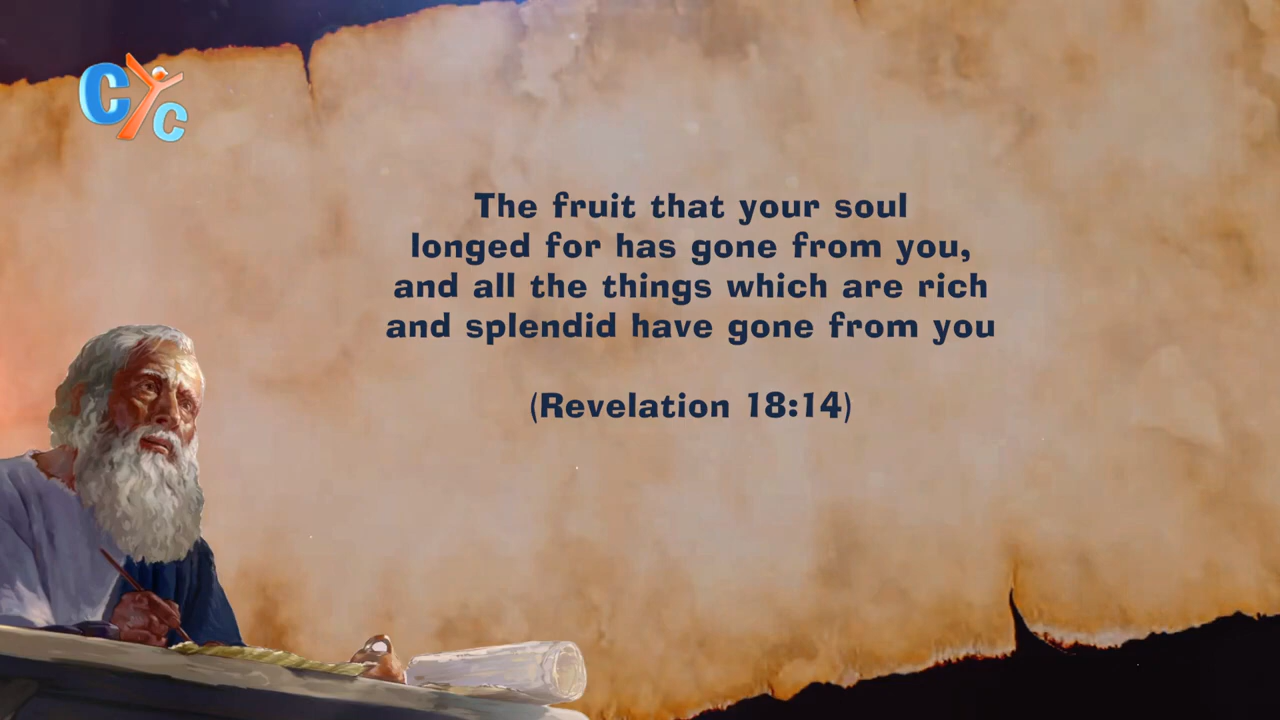 CYC
The fruit that your soul
longed for has gone from you,
and all the things which are rich
and splendid have gone from you
(Revelation 18:14)